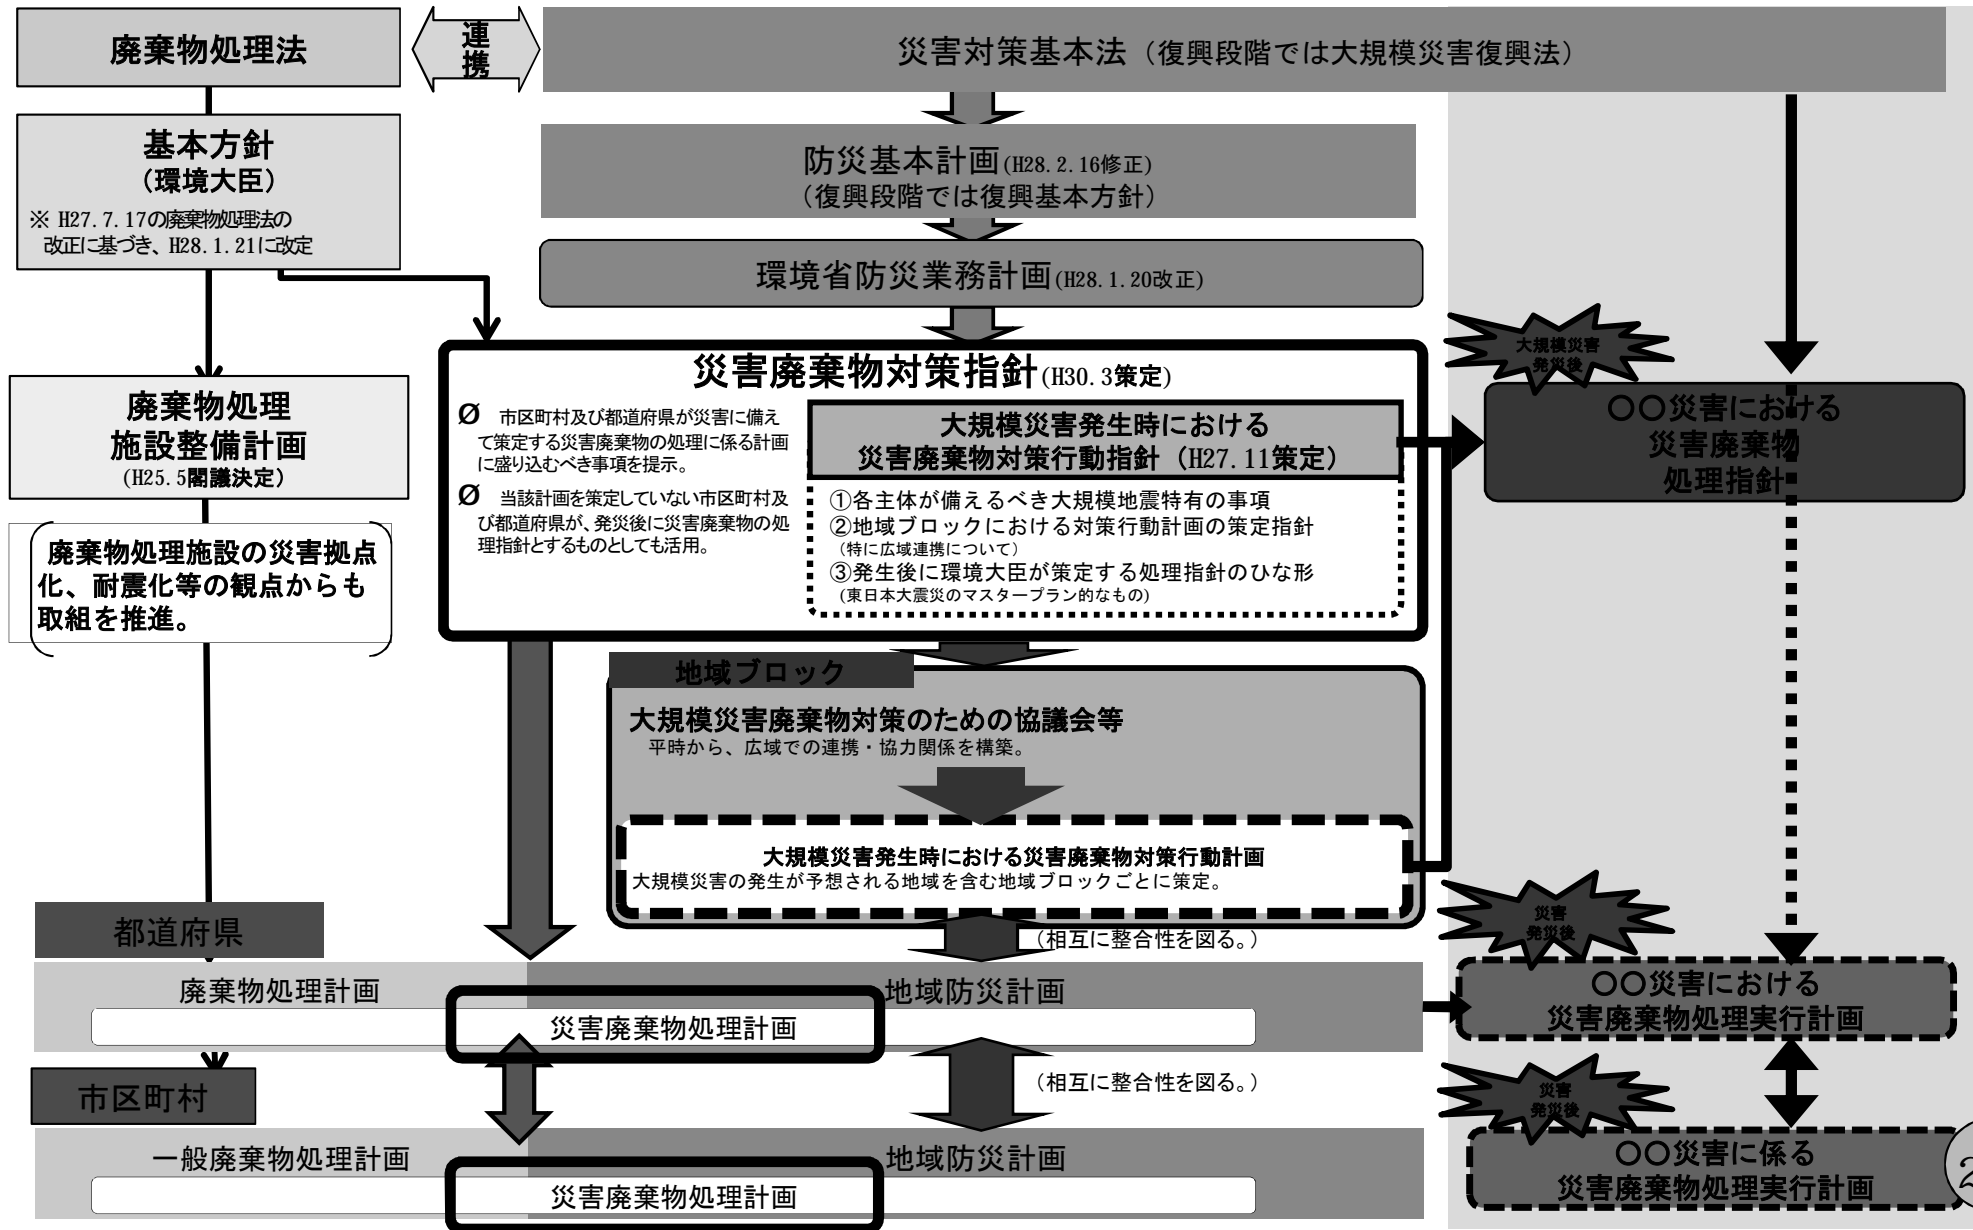 廃棄物処理法
連
携
災害対策基本法（復興段階では大規模災害復興法）
基本方針
（環境大臣）
※ H27.7.17の廃棄物処理法の
改正に基づき、H28.1.21に改定
防災基本計画(H28.2.16修正)
（復興段階では復興基本方針）
環境省防災業務計画(H28.1.20改正)
廃棄物処理
施設整備計画
(H25.5閣議決定)
廃棄物処理施設の災害拠点
化、耐震化等の観点からも
取組を推進。
災害廃棄物対策指針(H30.3策定)
Ø 市区町村及び都道府県が災害に備え
て策定する災害廃棄物の処理に係る計画
に盛り込むべき事項を提示。
Ø 当該計画を策定していない市区町村及
び都道府県が、発災後に災害廃棄物の処
理指針とするものとしても活用。
大規模災害発生時における
災害廃棄物対策行動指針（H27.11策定）
①各主体が備えるべき大規模地震特有の事項
②地域ブロックにおける対策行動計画の策定指針
（特に広域連携について）
③発生後に環境大臣が策定する処理指針のひな形
(東日本大震災のマスタープラン的なもの)
大規模災害
発災後
〇〇災害における
災害廃棄物
処理指針
地域ブロック
大規模災害廃棄物対策のための協議会等
平時から、広域での連携・協力関係を構築。
大規模災害発生時における災害廃棄物対策行動計画
大規模災害の発生が予想される地域を含む地域ブロックごとに策定。
（相互に整合性を図る。）
都道府県
廃棄物処理計画
地域防災計画
災害廃棄物処理計画
災害
発災後
〇〇災害における
災害廃棄物処理実行計画
（相互に整合性を図る。）
市区町村
一般廃棄物処理計画
地域防災計画
災害廃棄物処理計画
災害
発災後
〇〇災害に係る
災害廃棄物処理実行計画
2